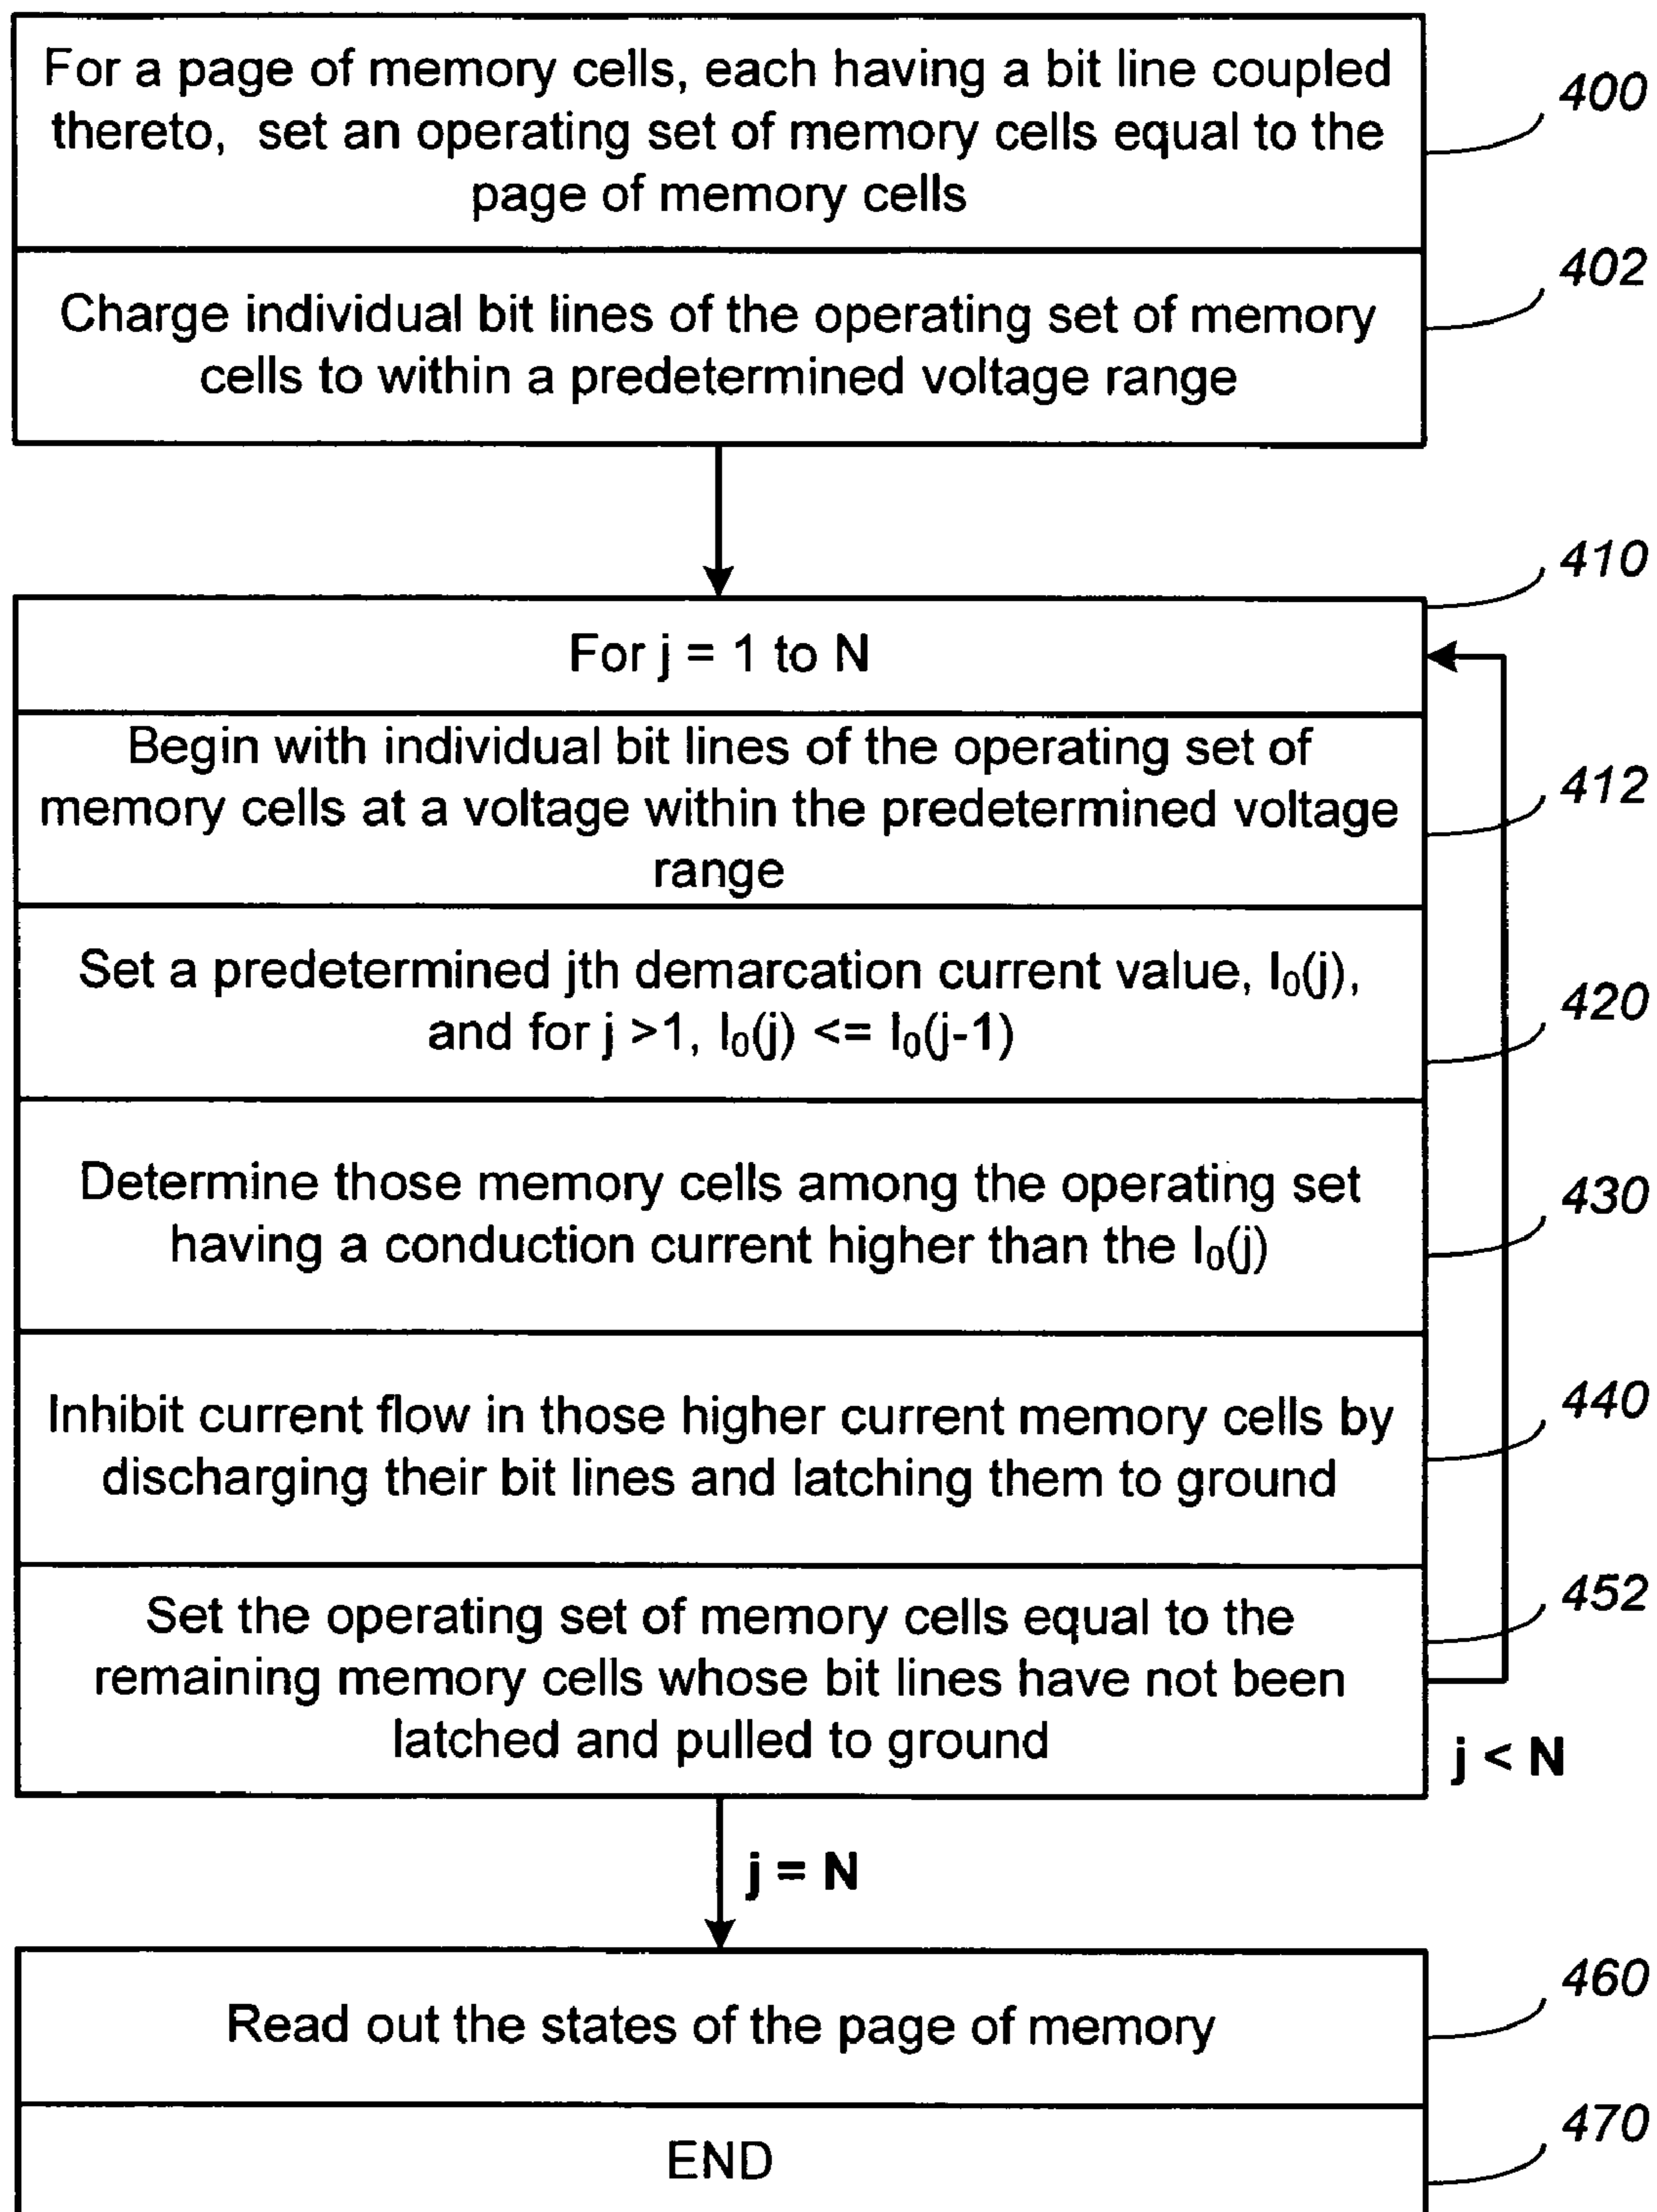 For a page of memory cells, each having a bit line coupled
thereto, set an operating set of memory cells equal to the
page of memory cells
400
Charge individual bit lines of the operating set of memory
cells to within a predetermined voltage range
402
410
For j = 1 to N
Begin with individual bit lines of the operating set of
memory cells at a voltage within the predetermined voltage
range
412
Set a predetermined jth demarcation current value, I₀(j),
and for j >1, I₀(j) <= I₀(j-1)
420
Determine those memory cells among the operating set
having a conduction current higher than the I₀(j)
430
Inhibit current flow in those higher current memory cells by
discharging their bit lines and latching them to ground
440
Set the operating set of memory cells equal to the
remaining memory cells whose bit lines have not been
latched and pulled to ground
452
j < N
j = N
Read out the states of the page of memory
460
END
470